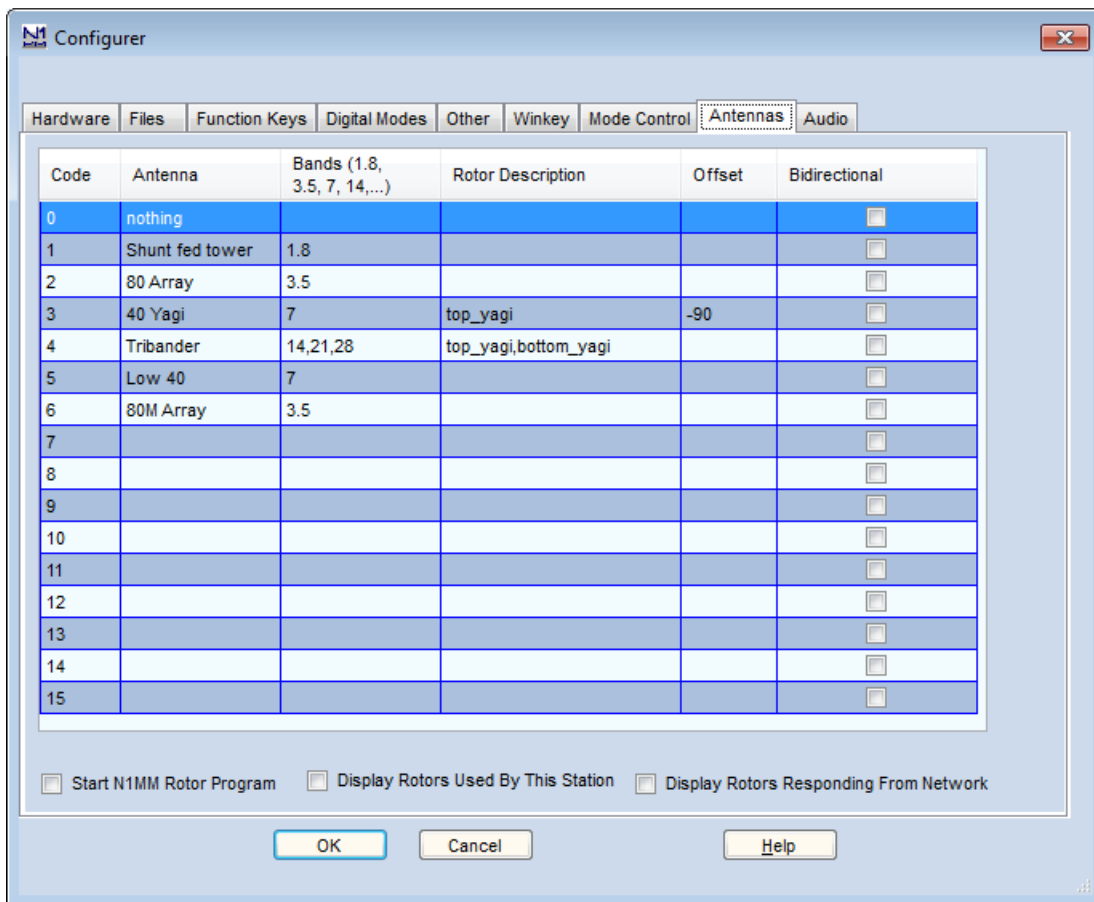 N1MM Configurer
Hardware Files Function Keys Digital Modes Other Winkey Mode Control Antennas Audio
Code Antenna Bands (1.8, 3.5, 7, 14,...) Rotor Description Offset Bidirectional
0 nothing
1 Shunt fed tower 1.8
2 80 Array 3.5
3 40 Yagi 7 top_yagi -90
4 Tribander 14,21,28 top_yagi,bottom_yagi
5 Low 40 7
6 80M Array 3.5
7
8
9
10
11
12
13
14
15
Start N1MM Rotor Program Display Rotors Used By This Station Display Rotors Responding From Network
OK Cancel Help